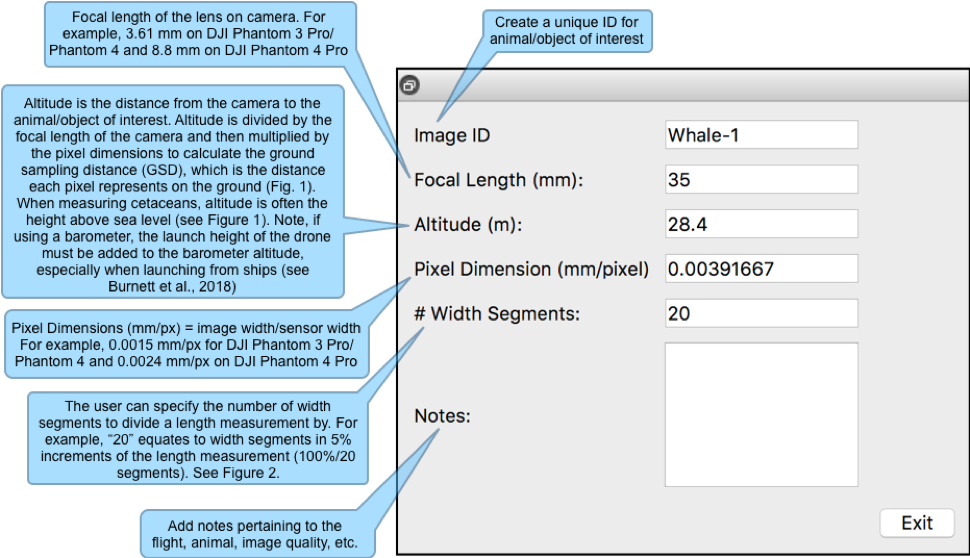 Focal length of the lens on camera. For
example, 3.61 mm on DJI Phantom 3 Pro/
Phantom 4 and 8.8 mm on DJI Phantom 4 Pro
Create a unique ID for
animal/object of interest
Altitude is the distance from the camera to the
animal/object of interest. Altitude is divided by the
focal length of the camera and then multiplied by
the pixel dimensions to calculate the ground
sampling distance (GSD), which is the distance
each pixel represents on the ground (Fig. 1).
When measuring cetaceans, altitude is often the
height above sea level (see Figure 1). Note, if
using a barometer, the launch height of the drone
must be added to the barometer altitude,
especially when launching from ships (see
Burnett et al., 2018)
Pixel Dimensions (mm/px) = image width/sensor width
For example, 0.0015 mm/px for DJI Phantom 3 Pro/
Phantom 4 and 0.0024 mm/px on DJI Phantom 4 Pro
The user can specify the number of width
segments to divide a length measurement by. For
example, “20” equates to width segments in 5%
increments of the length measurement (100%/20
segments). See Figure 2.
Add notes pertaining to the
flight, animal, image quality, etc.
Image ID Whale-1
Focal Length (mm): 35
Altitude (m): 28.4
Pixel Dimension (mm/pixel) 0.00391667
# Width Segments: 20
Notes:
Exit